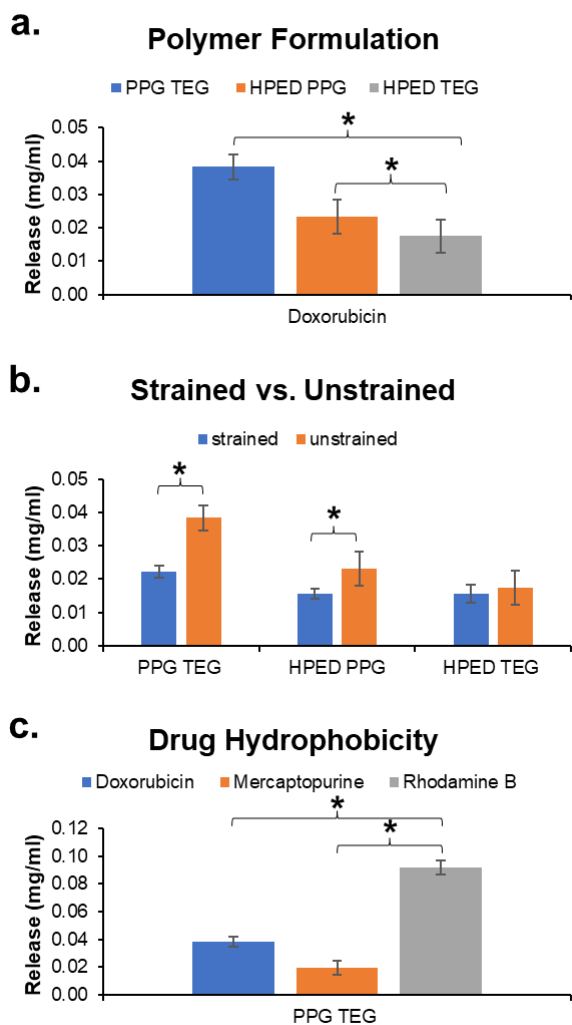 a.
Polymer Formulation
PPG TEG HPED PPG HPED TEG
Release (mg/ml)
0.05
0.04
0.03
0.02
0.01
0.00
*
*
Doxorubicin
b.
Strained vs. Unstrained
strained unstrained
Release (mg/ml)
0.05
0.04
0.03
0.02
0.01
0.00
*
*
PPG TEG HPED PPG HPED TEG
c.
Drug Hydrophobicity
Doxorubicin Mercaptopurine Rhodamine B
Release (mg/ml)
0.12
0.10
0.08
0.06
0.04
0.02
0.00
*
*
PPG TEG